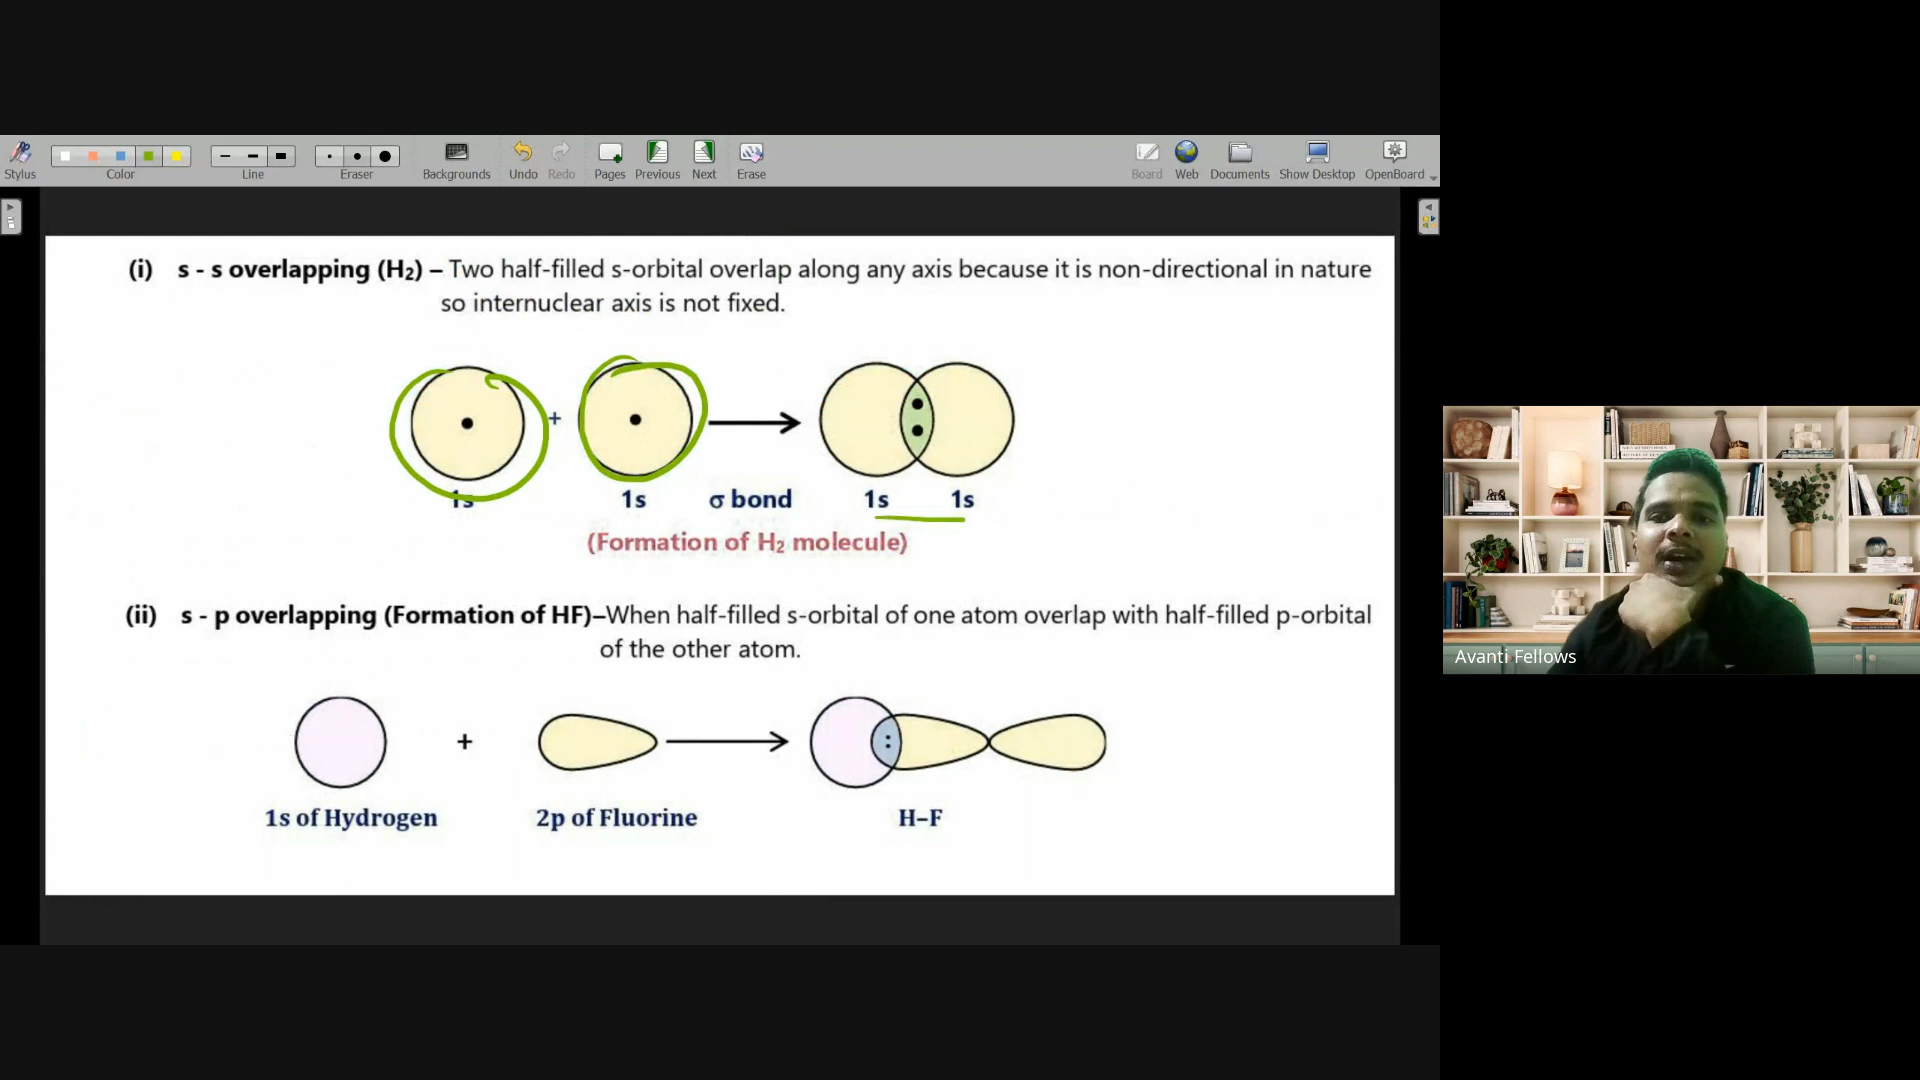 Stylus Color Line Eraser Backgrounds Undo Redo Pages Previous Next Erase Board Web Documents Show Desktop OpenBoard
(i) s - s overlapping (H₂) – Two half-filled s-orbital overlap along any axis because it is non-directional in nature
so internuclear axis is not fixed.
+
1s 1s σ bond 1s 1s
(Formation of H₂ molecule)
(ii) s - p overlapping (Formation of HF)–When half-filled s-orbital of one atom overlap with half-filled p-orbital
of the other atom.
+
1s of Hydrogen 2p of Fluorine H–F
Avanti Fellows